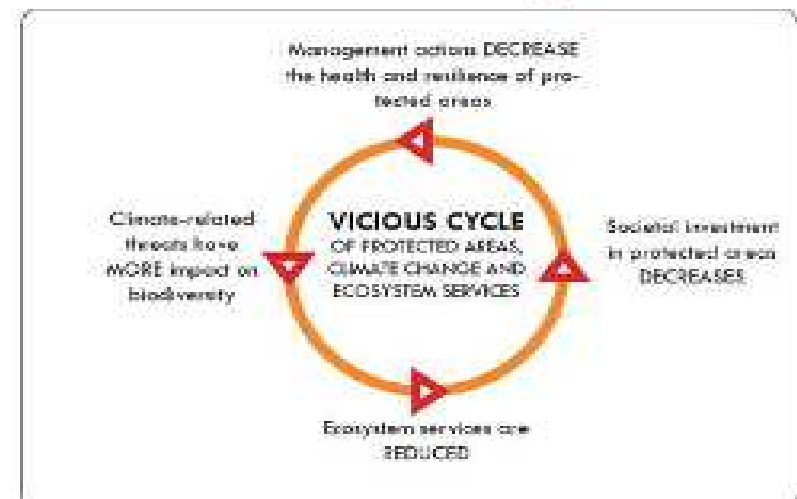 Management actions DECREASE
the health and resilience of pro-
tected areas
Climate-related
threats have
MORE impact on
biodiversity
VICIOUS CYCLE
OF PROTECTED AREAS,
CLIMATE CHANGE AND
ECOSYSTEM SERVICES
Societal investment
in protected areas
DECREASES
Ecosystem services are
REDUCED